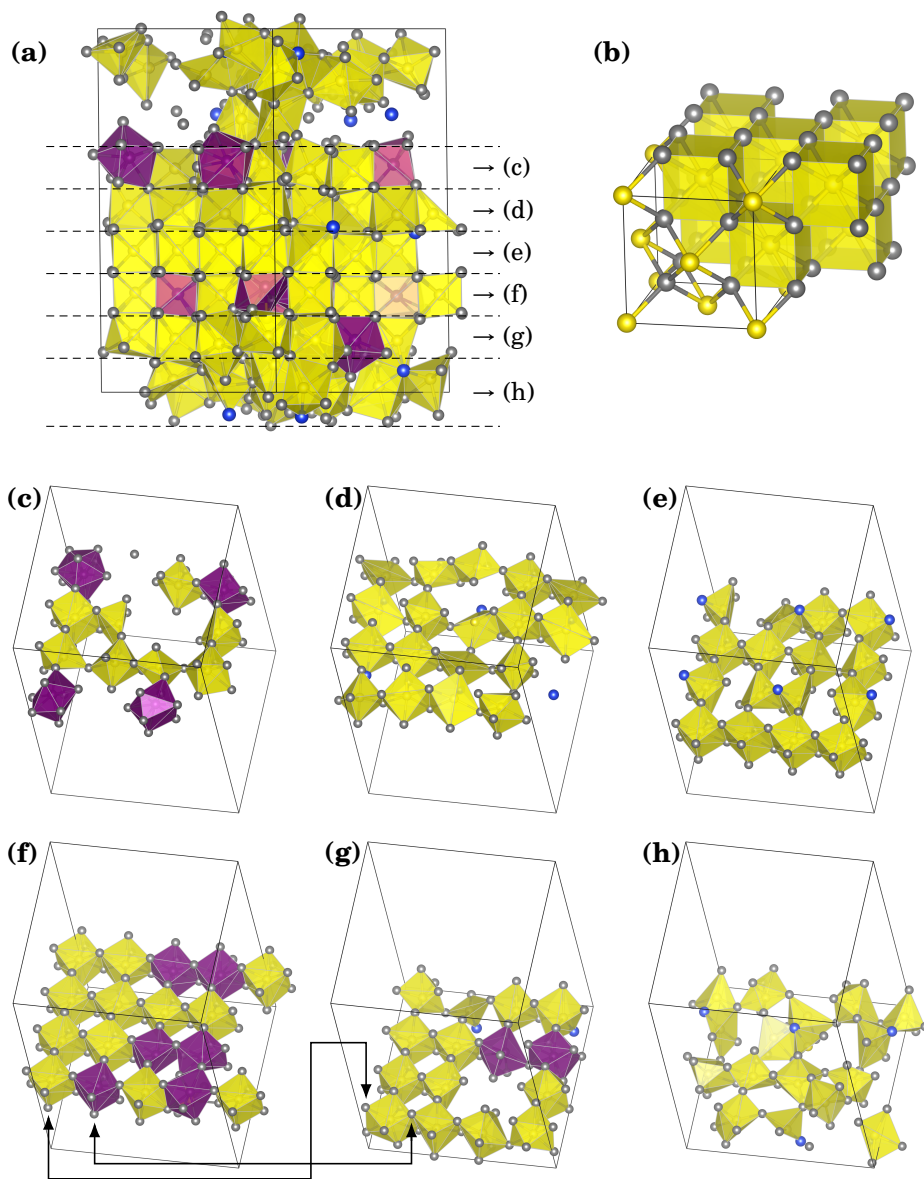 (a)
(b)
→ (c)
→ (d)
→ (e)
→ (f)
→ (g)
→ (h)
(c)
(d)
(e)
(f)
(g)
(h)